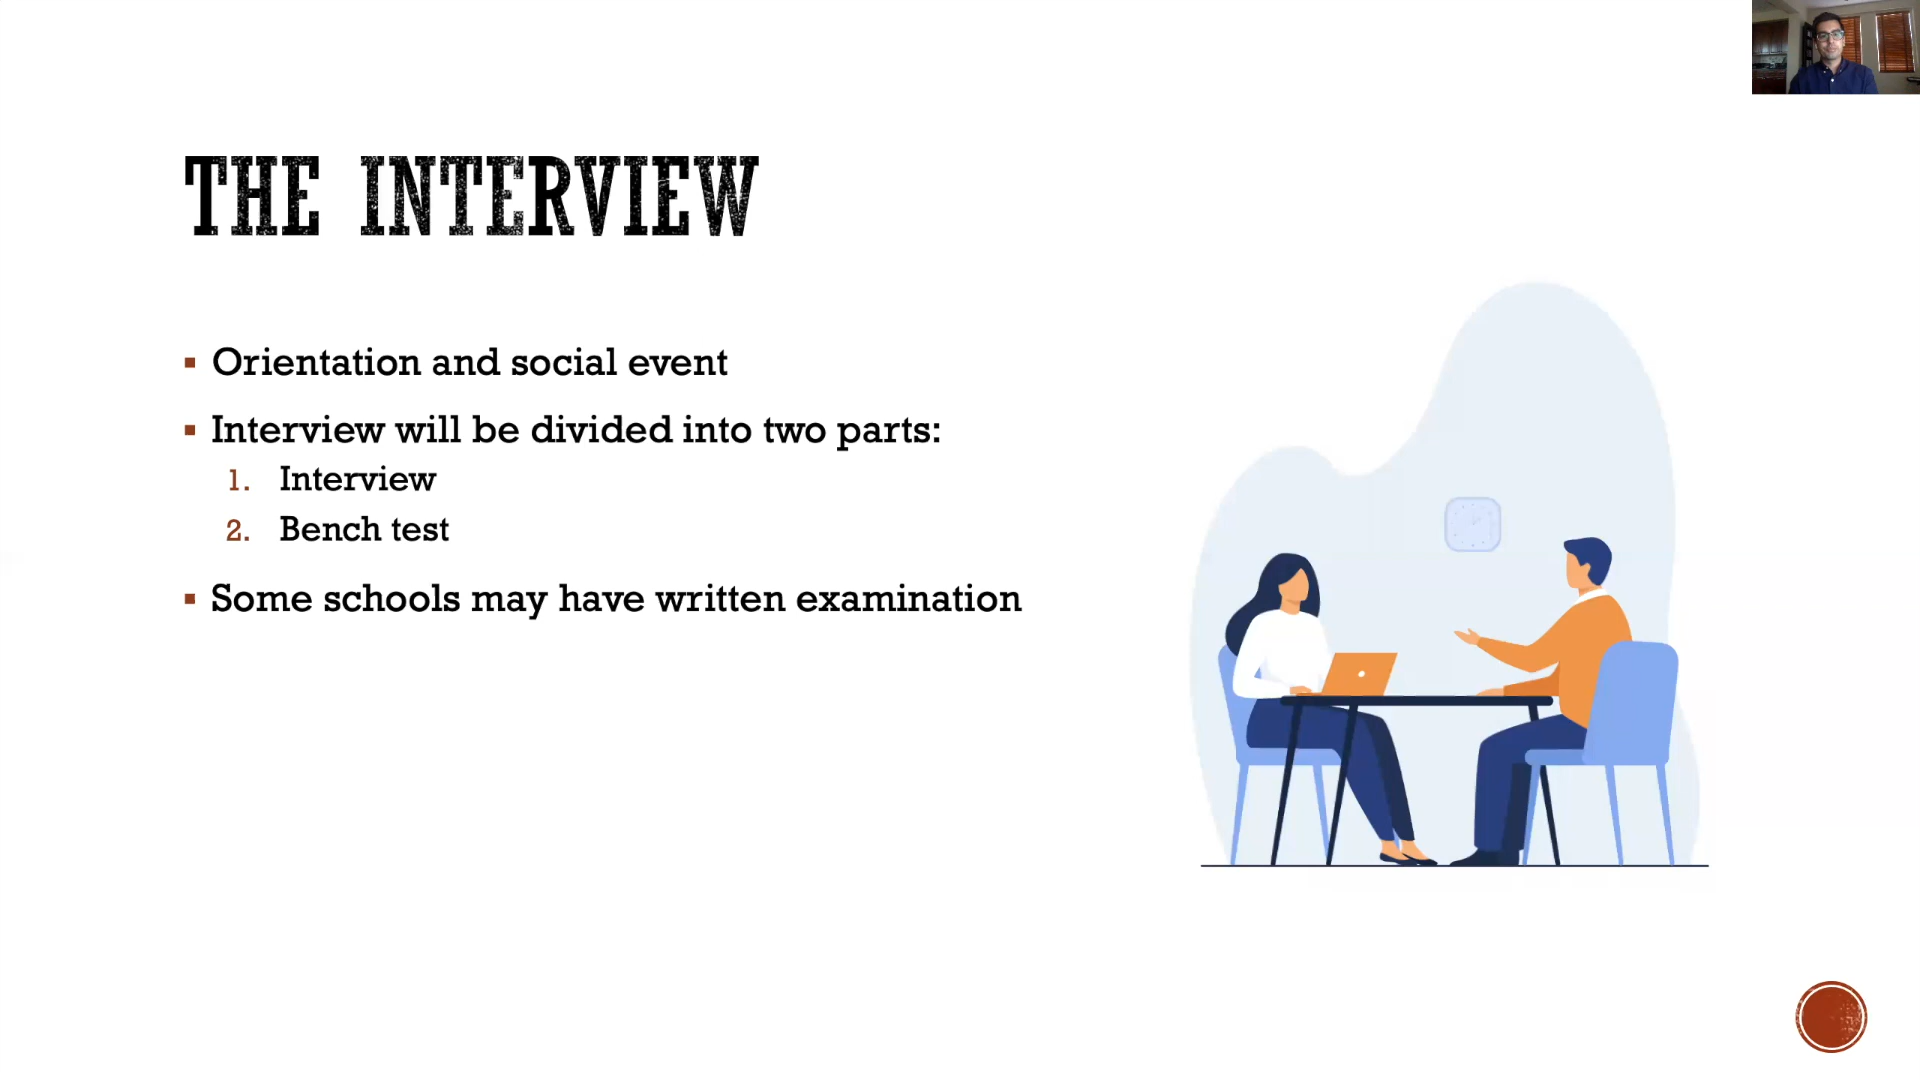 THE INTERVIEW
▪ Orientation and social event
▪ Interview will be divided into two parts:
1. Interview
2. Bench test
▪ Some schools may have written examination